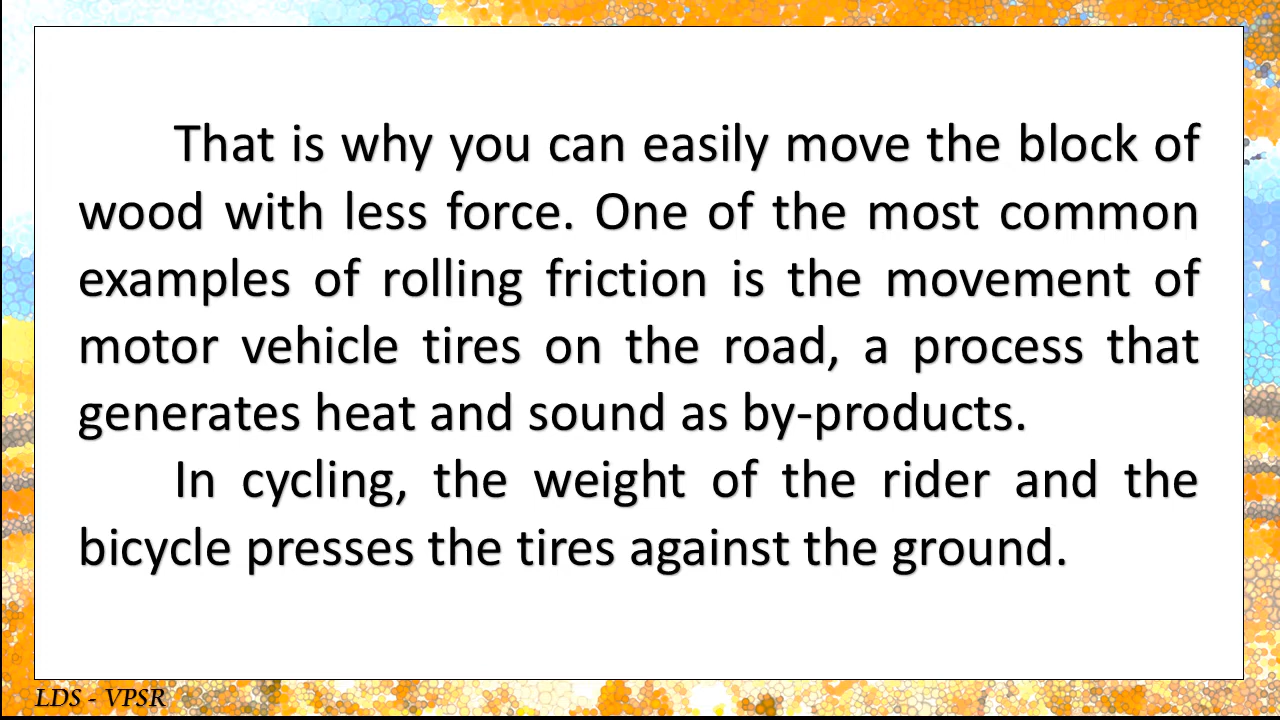 That is why you can easily move the block of
wood with less force. One of the most common
examples of rolling friction is the movement of
motor vehicle tires on the road, a process that
generates heat and sound as by-products.
In cycling, the weight of the rider and the
bicycle presses the tires against the ground.
LDS - VPSR